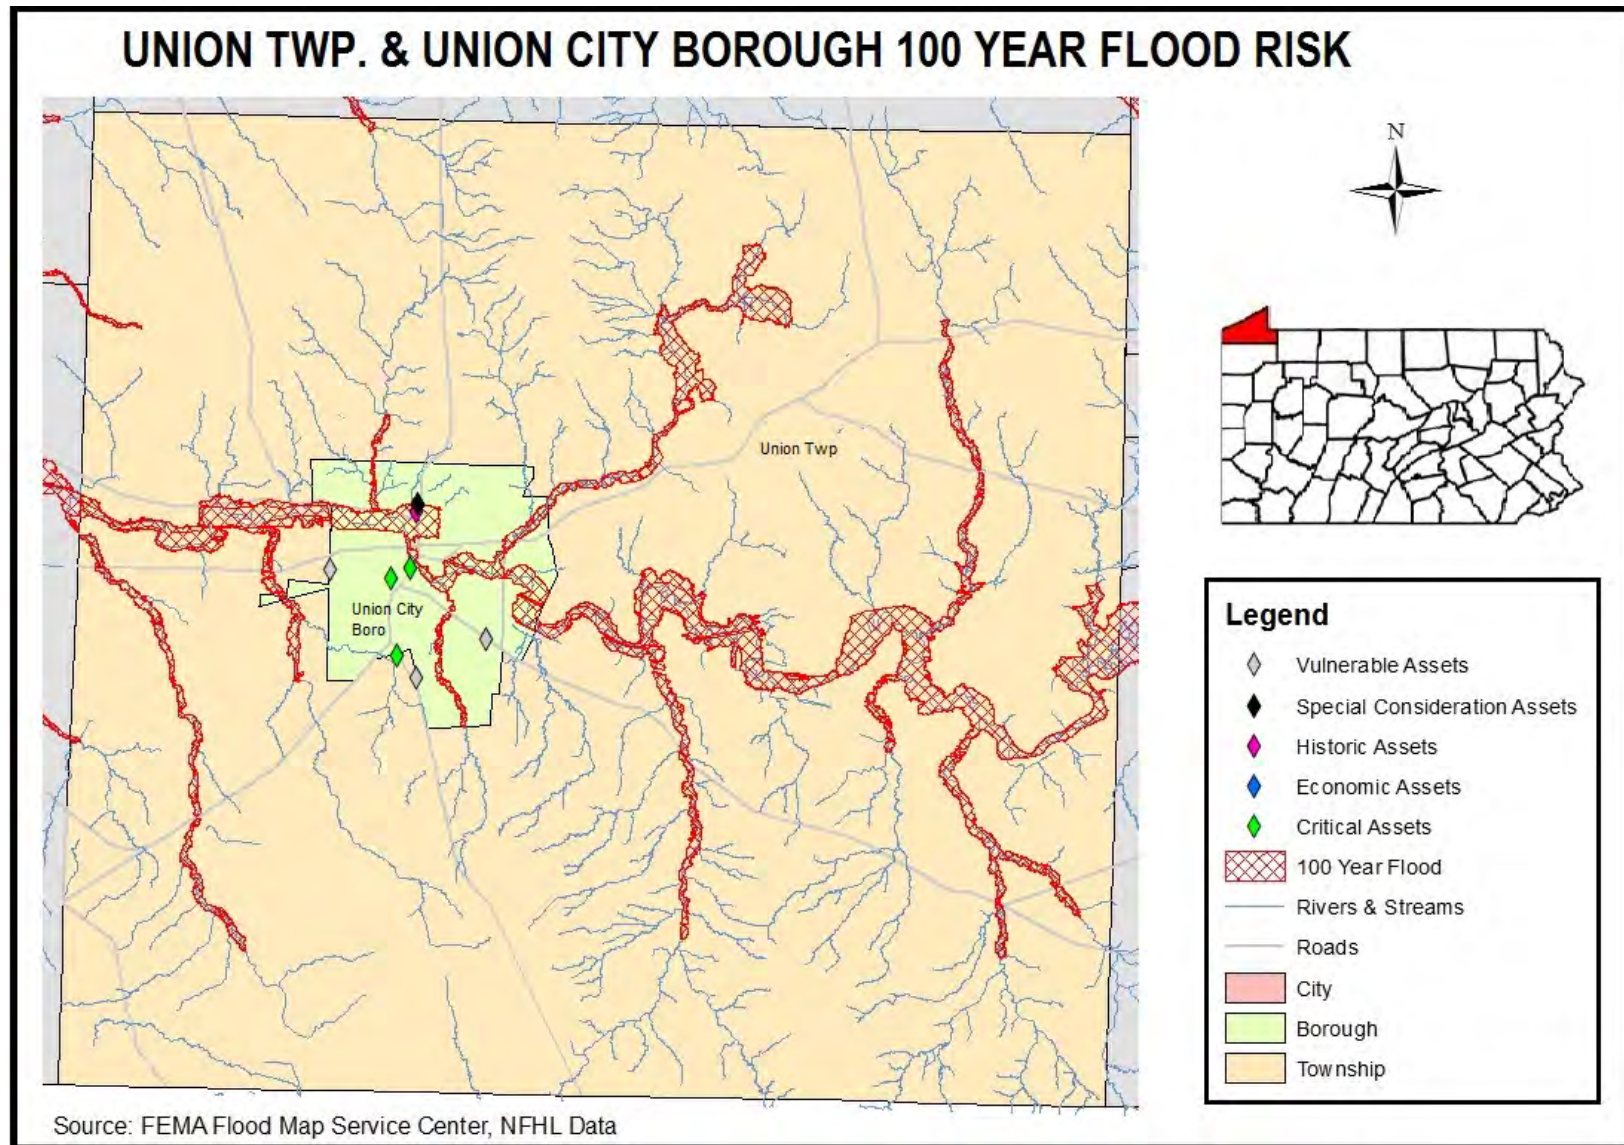 UNION TWP. & UNION CITY BOROUGH 100 YEAR FLOOD RISK
N
Union Twp
Union City
Boro
Legend
Vulnerable Assets
Special Consideration Assets
Historic Assets
Economic Assets
Critical Assets
100 Year Flood
Rivers & Streams
Roads
City
Borough
Township
Source: FEMA Flood Map Service Center, NFHL Data